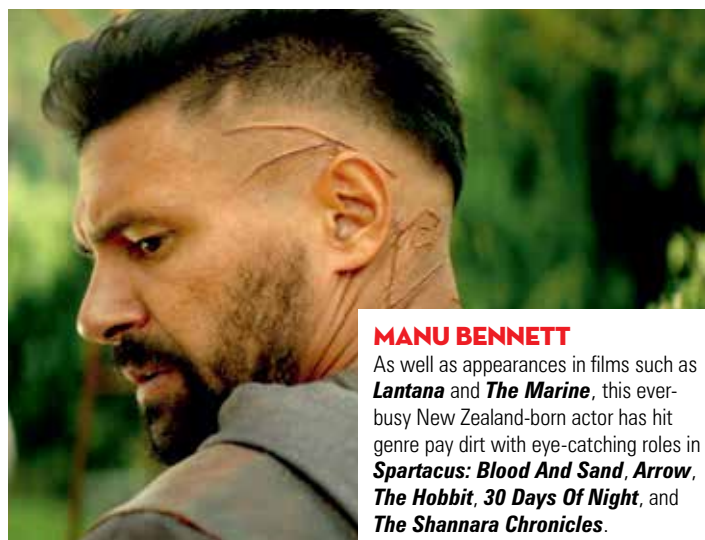 MANU BENNETT
As well as appearances in films such as
Lantana and The Marine, this ever-
busy New Zealand-born actor has hit
genre pay dirt with eye-catching roles in
Spartacus: Blood And Sand, Arrow,
The Hobbit, 30 Days Of Night, and
The Shannara Chronicles.